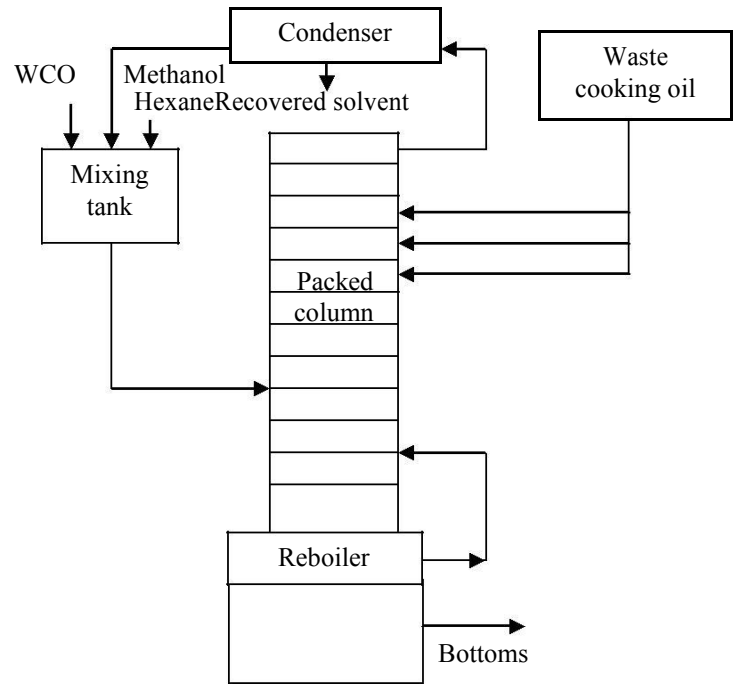 Condenser
Waste
cooking oil
WCO
Methanol
HexaneRecovered solvent
Mixing
tank
Packed
column
Reboiler
Bottoms